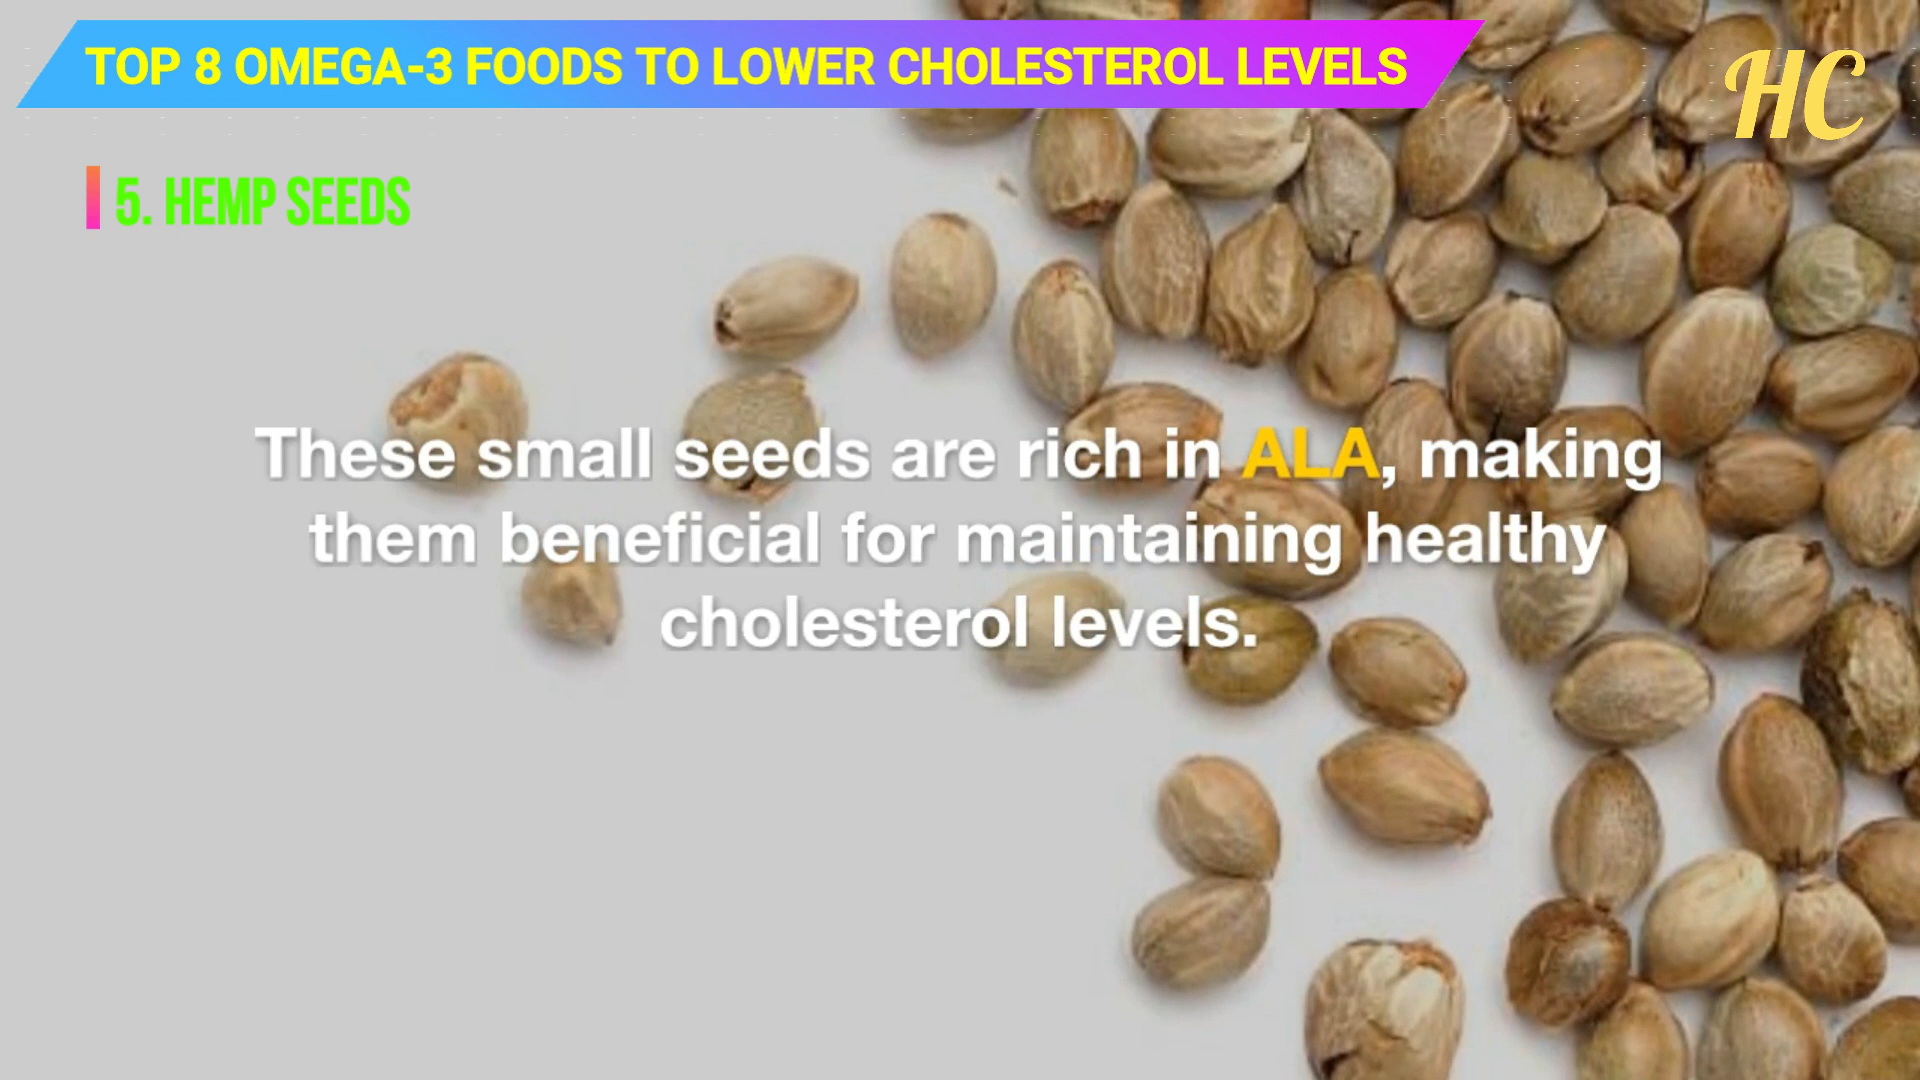 TOP 8 OMEGA-3 FOODS TO LOWER CHOLESTEROL LEVELS
HC
5. HEMP SEEDS
These small seeds are rich in ALA, making
them beneficial for maintaining healthy
cholesterol levels.